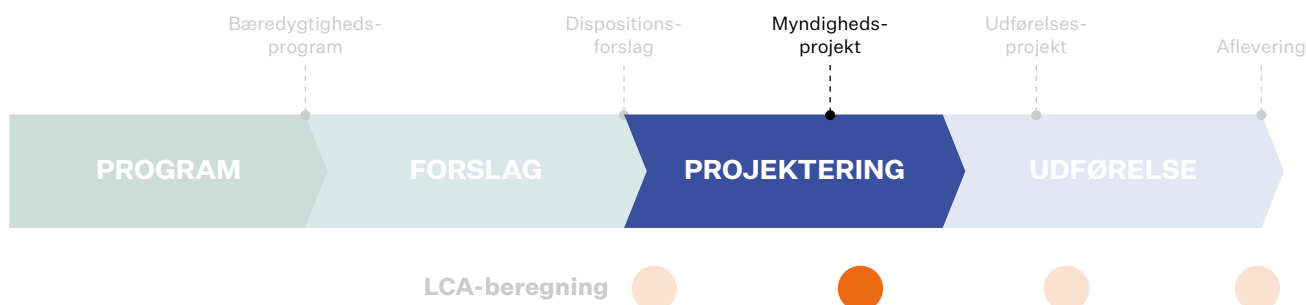 Bæredygtigheds-
program
Dispositions-
forslag
Myndigheds-
projekt
Udførelses-
projekt
Aflevering
PROGRAM
FORSLAG
PROJEKTERING
UDFØRELSE
LCA-beregning